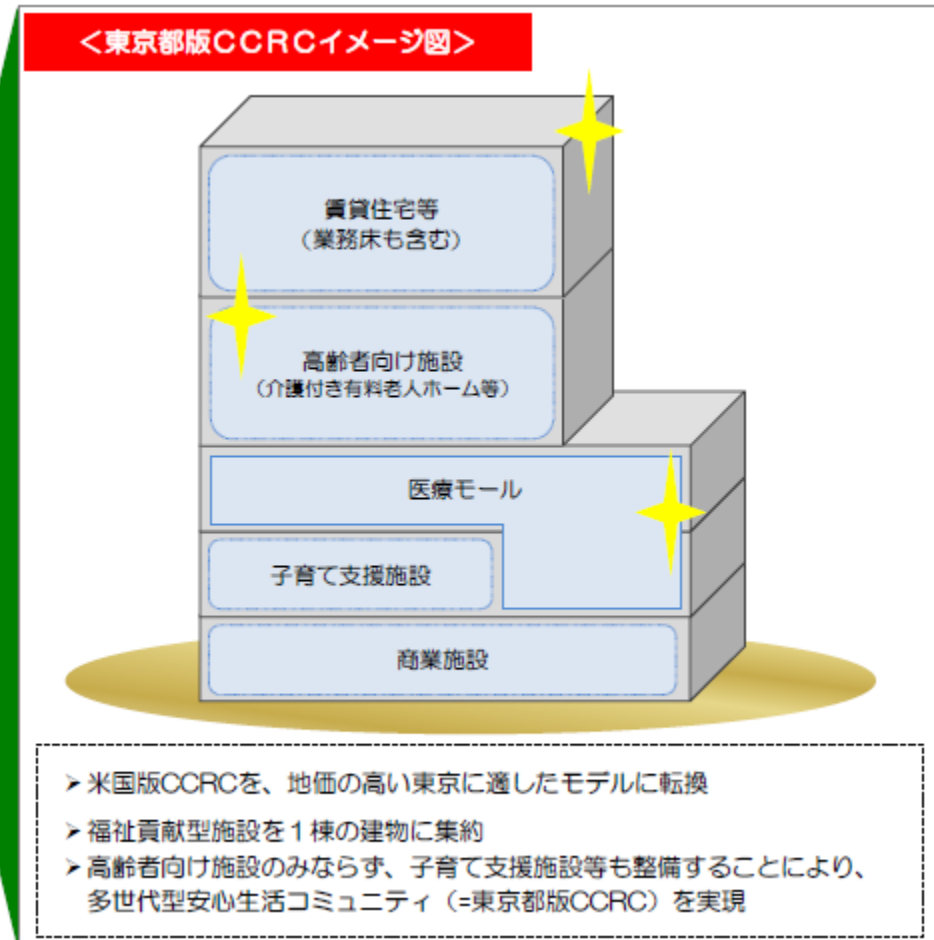 ＜東京都版ＣＣＲＣイメージ図＞
賃貸住宅等
（業務床も含む）
高齢者向け施設
（介護付き有料老人ホーム等）
医療モール
子育て支援施設
商業施設
➢ 米国版CCRCを、地価の高い東京に適したモデルに転換
➢ 福祉貢献型施設を１棟の建物に集約
➢ 高齢者向け施設のみならず、子育て支援施設等も整備することにより、
多世代型安心生活コミュニティ（=東京都版CCRC）を実現